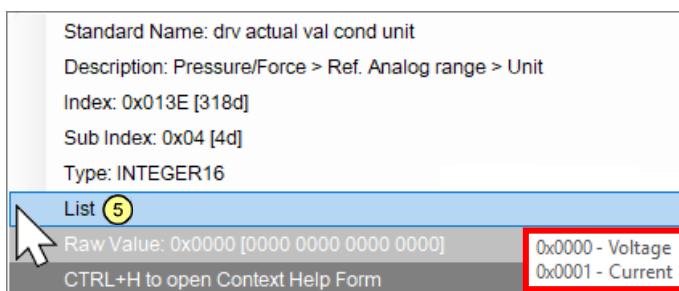 Standard Name: drv actual val cond unit
Description: Pressure/Force > Ref. Analog range > Unit
Index: 0x013E [318d]
Sub Index: 0x04 [4d]
Type: INTEGER16
List 5
Raw Value: 0x0000 [0000 0000 0000 0000]
0x0000 - Voltage
0x0001 - Current
CTRL+H to open Context Help Form